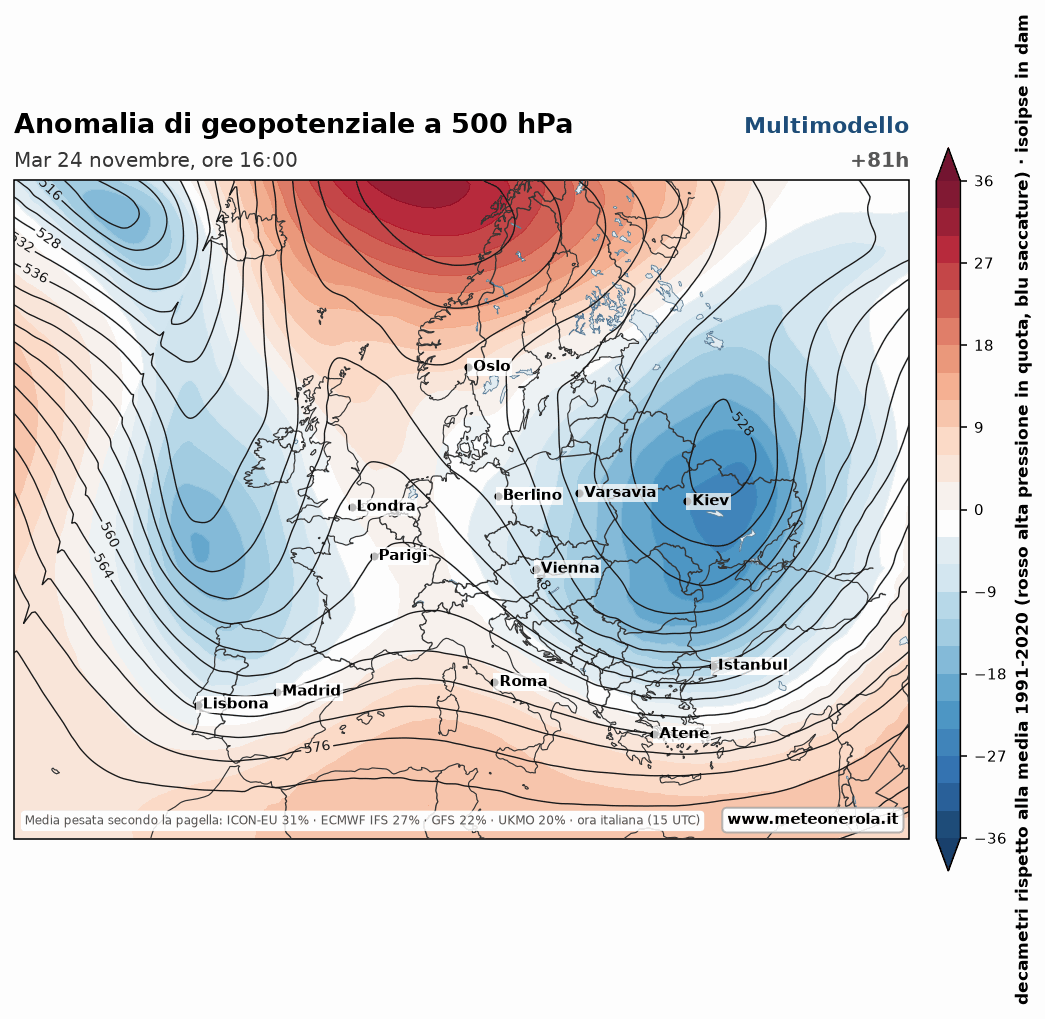 Anomalia di geopotenziale a 500 hPa
Multimodello
Mar 24 novembre, ore 16:00
+81h
516
528
532
536
Oslo
528
Berlino
Varsavia
Kiev
Londra
560
Parigi
564
Vienna
Istanbul
Roma
Madrid
Lisbona
Atene
576
Media pesata secondo la pagella: ICON-EU 31% · ECMWF IFS 27% · GFS 22% · UKMO 20% · ora italiana (15 UTC)
www.meteonerola.it
36
27
18
9
0
−9
−18
−27
−36
decametri rispetto alla media 1991-2020 (rosso alta pressione in quota, blu saccature) · isoipse in dam